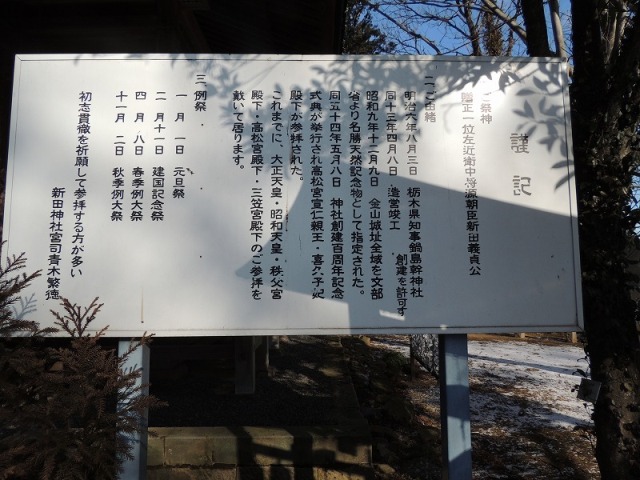 謹記
一ご祭神
贈正一位左近衛中将源朝臣新田義貞公
二ご由緒
明治六年八月三日　栃木県知事鍋島幹神社
創建を許可す
同十三年四月八日　造営竣工
昭和九年十二月九日　金山城址全域を文部
省より名勝天然記念物として指定された。
同五十四年五月八日　神社創建百周年記念
式典が挙行され高松宮宣仁親王・喜久子妃
殿下が参拝された。
これまでに、大正天皇・昭和天皇・秩父宮
殿下・高松宮殿下・三笠宮殿下のご参拝を
戴いて居ります。
三例祭
一月一日　元旦祭
二月十一日　建国記念祭
四月八日　春季例大祭
十一月二日　秋季例大祭
初志貫徹を祈願して参拝する方が多い
新田神社宮司青木繁徳